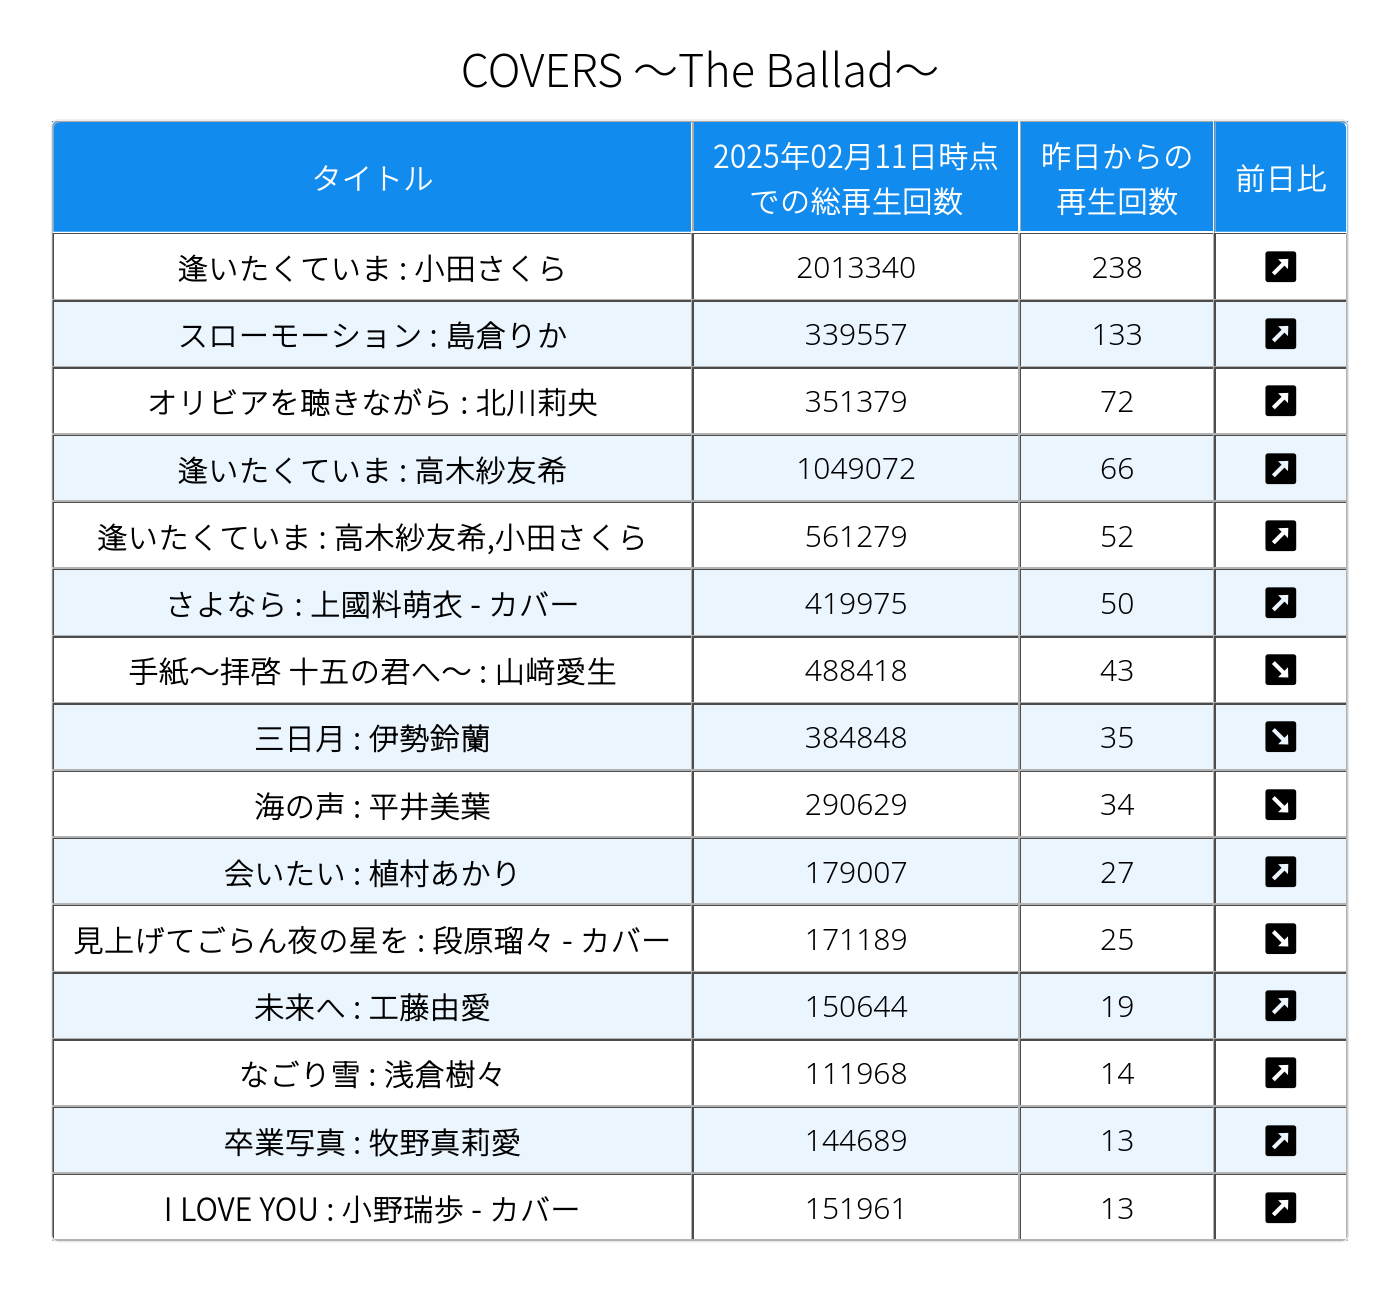 COVERS ～The Ballad～
タイトル
2025年02月11日時点
での総再生回数
昨日からの
再生回数
前日比
逢いたくていま : 小田さくら 2013340 238 ↗
スローモーション : 島倉りか 339557 133 ↗
オリビアを聴きながら : 北川莉央 351379 72 ↗
逢いたくていま : 高木紗友希 1049072 66 ↗
逢いたくていま : 高木紗友希,小田さくら 561279 52 ↗
さよなら : 上國料萌衣 - カバー 419975 50 ↗
手紙～拝啓 十五の君へ～ : 山﨑愛生 488418 43 ↘
三日月 : 伊勢鈴蘭 384848 35 ↘
海の声 : 平井美葉 290629 34 ↘
会いたい : 植村あかり 179007 27 ↗
見上げてごらん夜の星を : 段原瑠々 - カバー 171189 25 ↘
未来へ : 工藤由愛 150644 19 ↗
なごり雪 : 浅倉樹々 111968 14 ↗
卒業写真 : 牧野真莉愛 144689 13 ↗
I LOVE YOU : 小野瑞歩 - カバー 151961 13 ↗